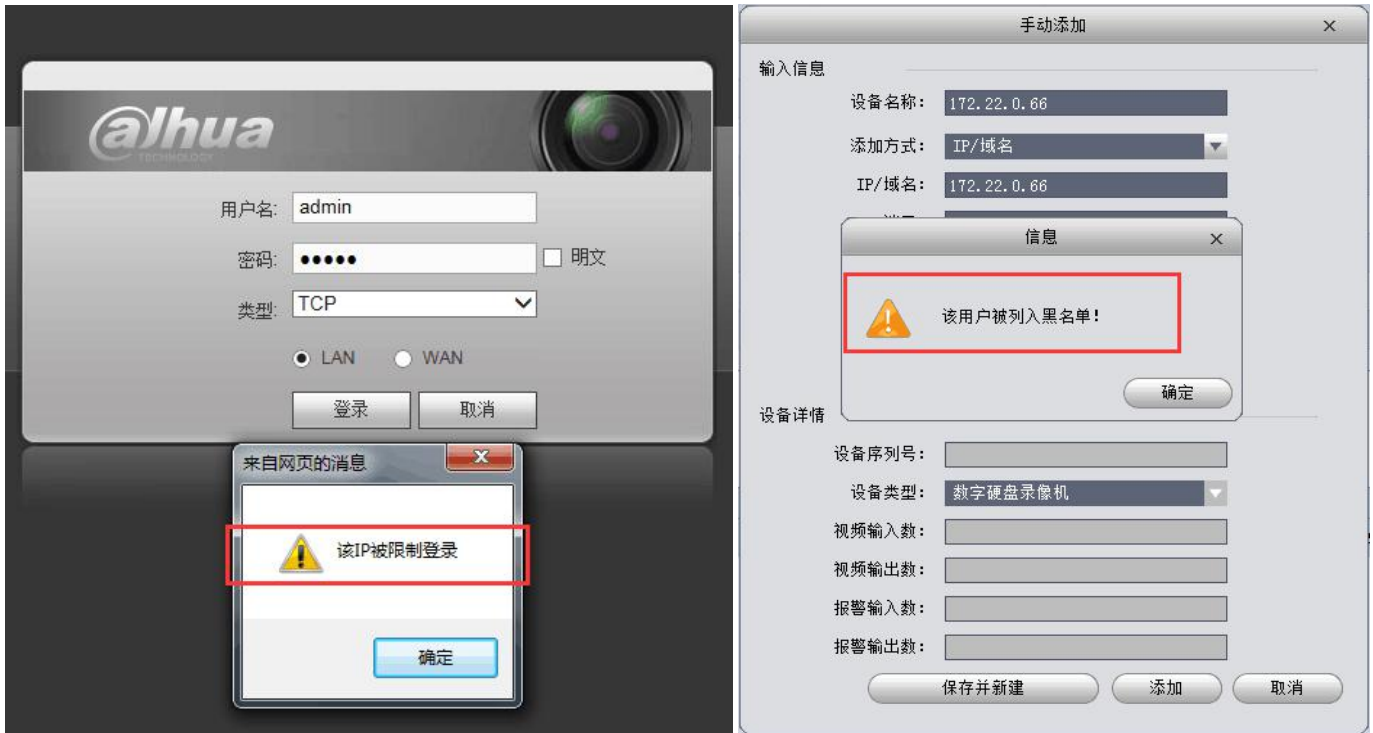 alhua
TECHNOLOGY
用户名: admin
密码: ●●●●● 明文
类型: TCP
LAN WAN
登录 取消
来自网页的消息
该IP被限制登录
确定
手动添加
输入信息
设备名称: 172.22.0.66
添加方式: IP/域名
IP/域名: 172.22.0.66
信息
该用户被列入黑名单!
确定
设备详情
设备序列号:
设备类型: 数字硬盘录像机
视频输入数:
视频输出数:
报警输入数:
报警输出数:
保存并新建 添加 取消